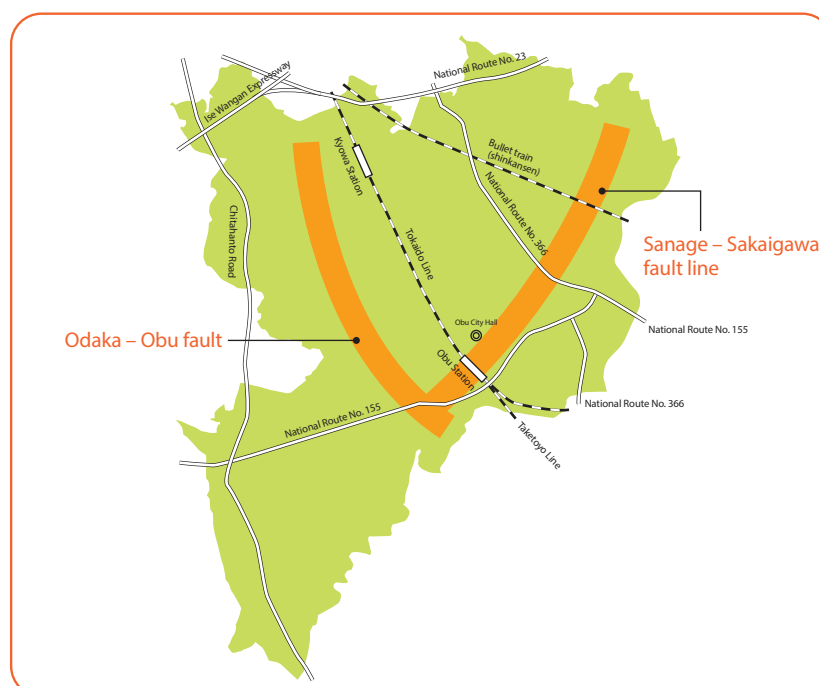 National Route No. 23
Ise Wangan Expressway
Kyowa Station
Bullet train
(shinkansen)
National Route No. 366
Chitahanto Road
Tokaido Line
Sanage – Sakaigawa
fault line
Obu City Hall
National Route No. 155
Odaka – Obu fault
Obu Station
National Route No. 366
National Route No. 155
Taketoyo Line